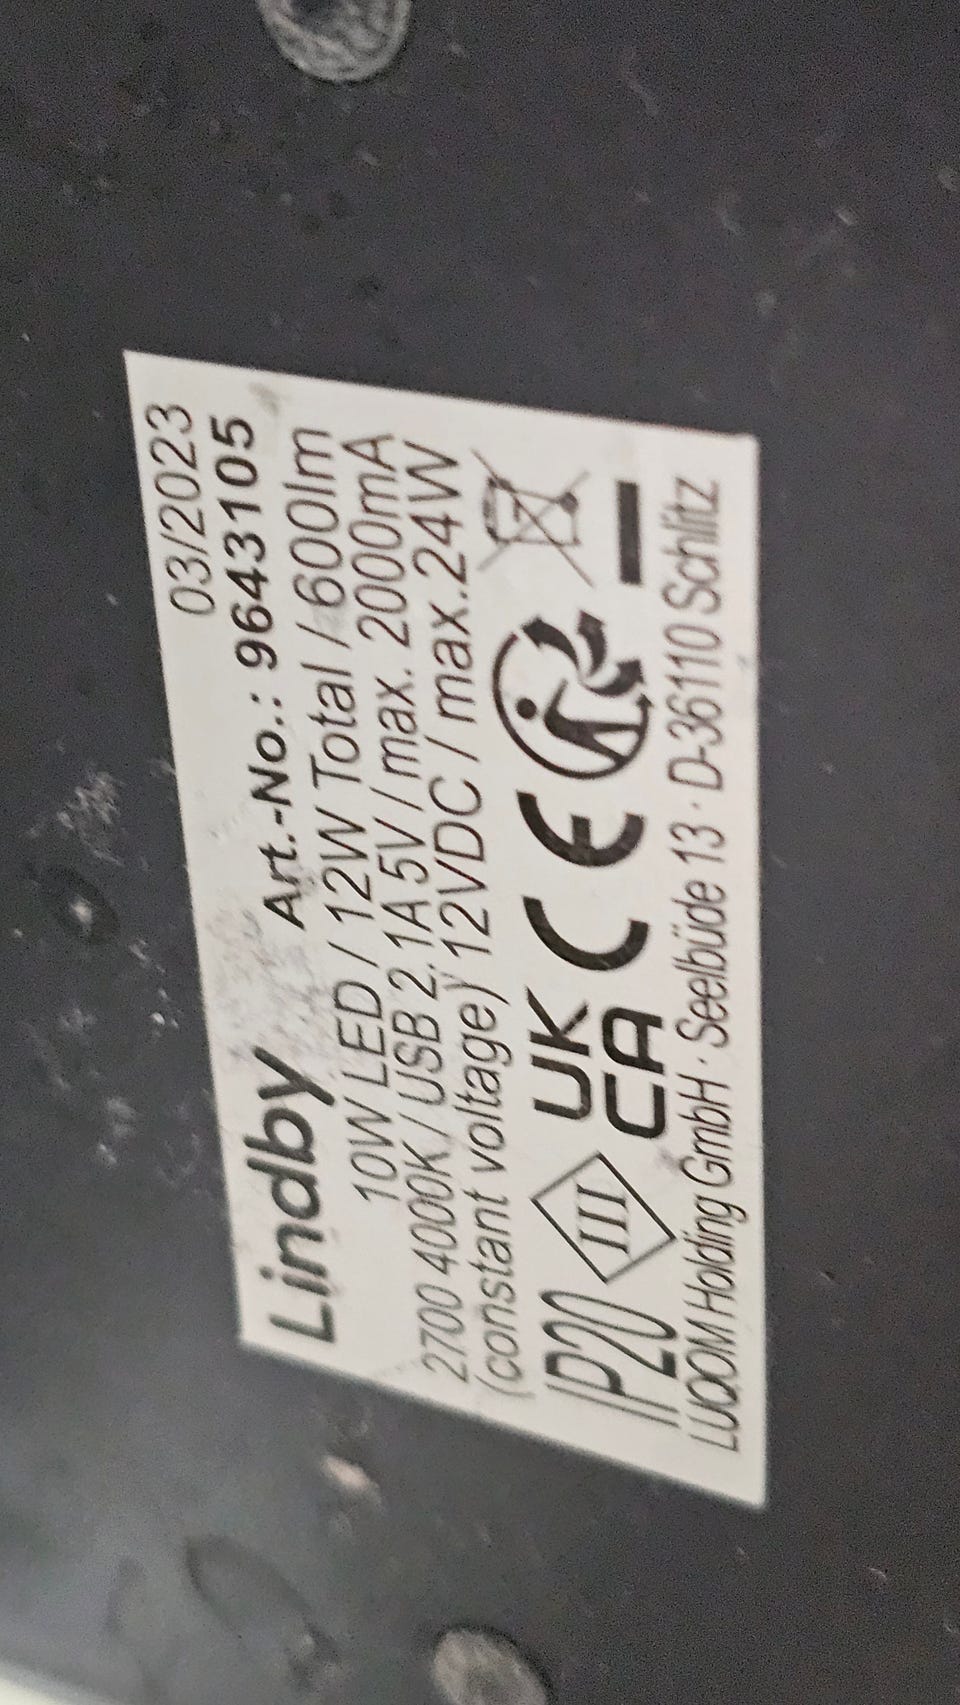 03/2023
Lindby Art.-No.: 9643105
10W LED / 12W Total / 600lm
2700 4000K / USB 2.1A 5V / max. 2000mA
(constant voltage) 12VDC / max.24W
IP20 III UK CA CE
LUQOM Holding GmbH · Seelbüde 13 · D-36110 Schlitz